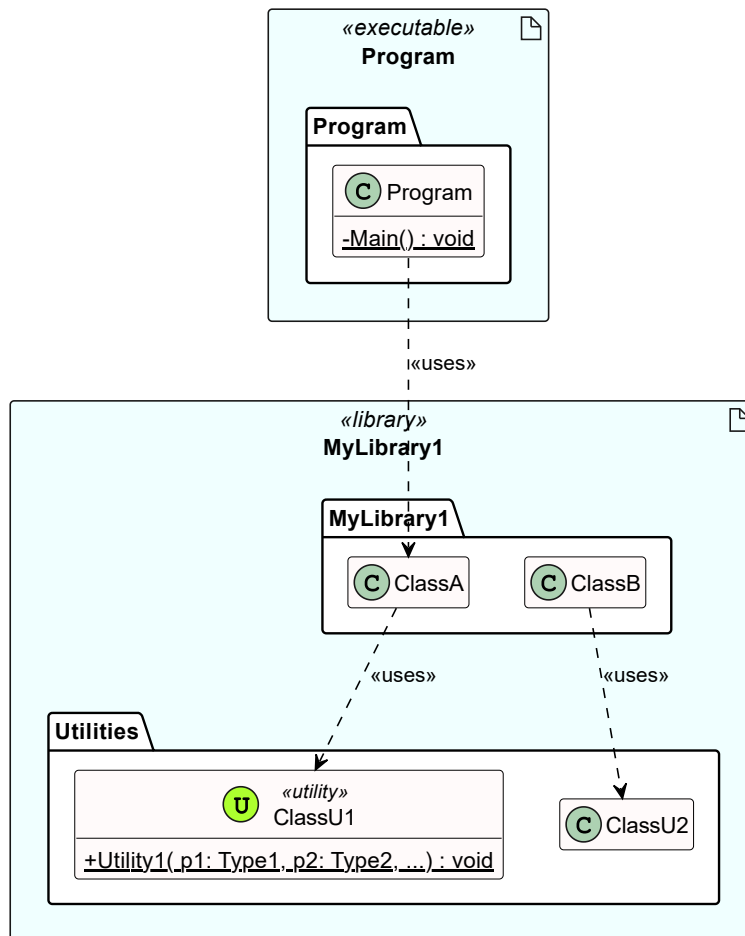 «executable»
Program
Program
C Program
-Main() : void
«uses»
«library»
MyLibrary1
MyLibrary1
C ClassA
C ClassB
«uses»
«uses»
Utilities
«utility»
U ClassU1
+Utility1( p1: Type1, p2: Type2, ...) : void
C ClassU2